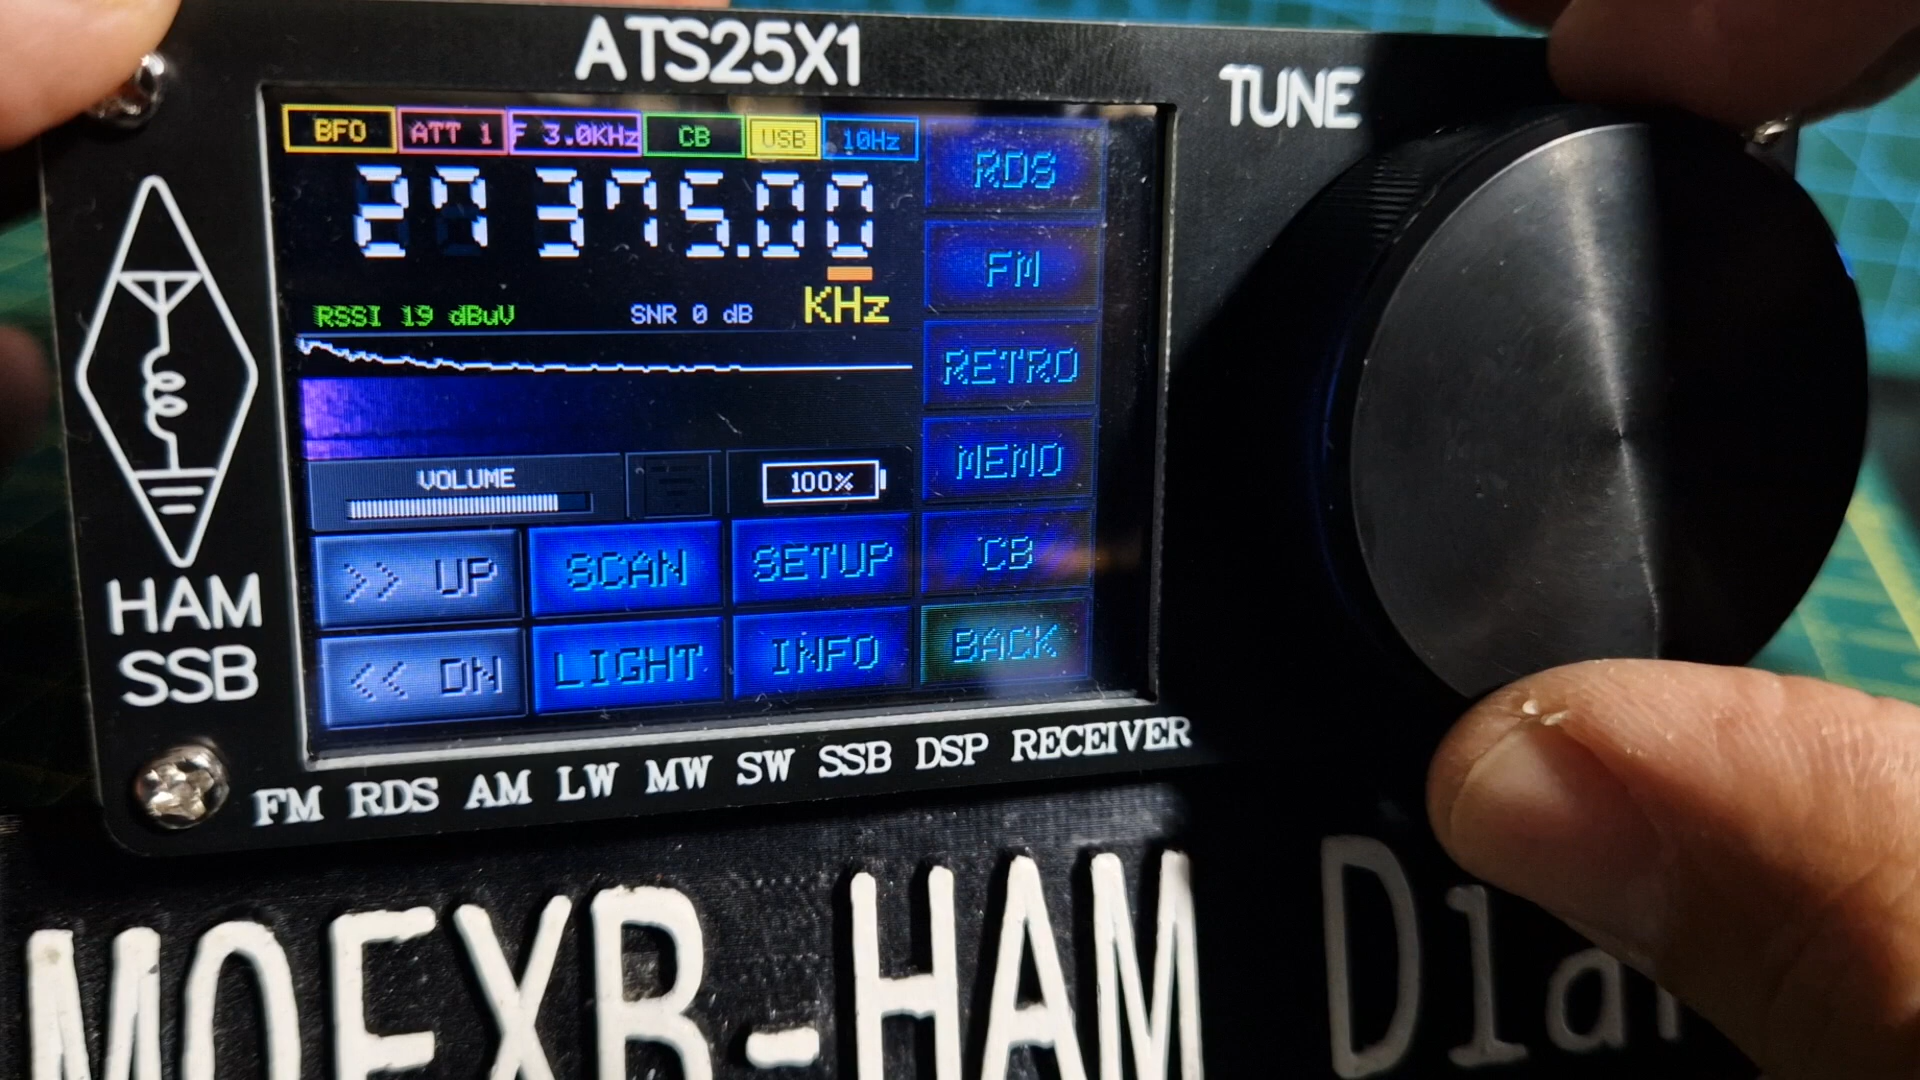 ATS25X1
TUNE
BFO ATT 1 F 3.0KHz CB USB 10Hz
27 375.00
KHz
RSSI 19 dBuV SNR 0 dB
VOLUME
100%
RDS
FM
RETRO
MEMO
CB
BACK
>> UP SCAN SETUP
<< DN LIGHT INFO
HAM
SSB
FM RDS AM LW MW SW SSB DSP RECEIVER
MOEXB-HAM